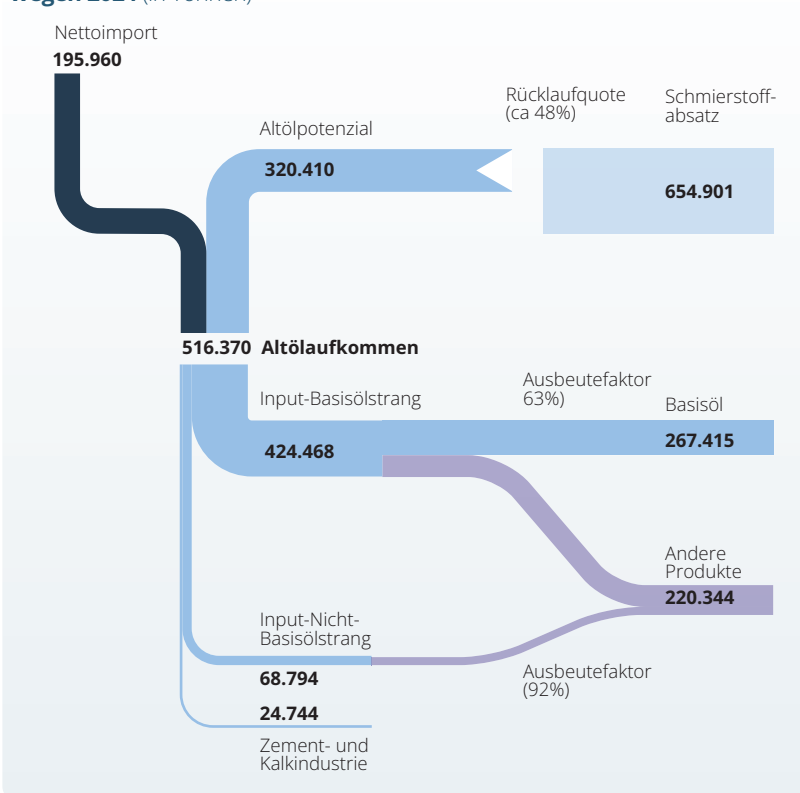 Nettoimport
195.960
Altölpotenzial
320.410
Rücklaufquote
(ca 48%)
Schmierstoff-
absatz
654.901
516.370 Altölaufkommen
Input-Basisölstrang
424.468
Ausbeutefaktor
63%)
Basisöl
267.415
Andere
Produkte
220.344
Input-Nicht-
Basisölstrang
68.794
Ausbeutefaktor
(92%)
24.744
Zement- und
Kalkindustrie